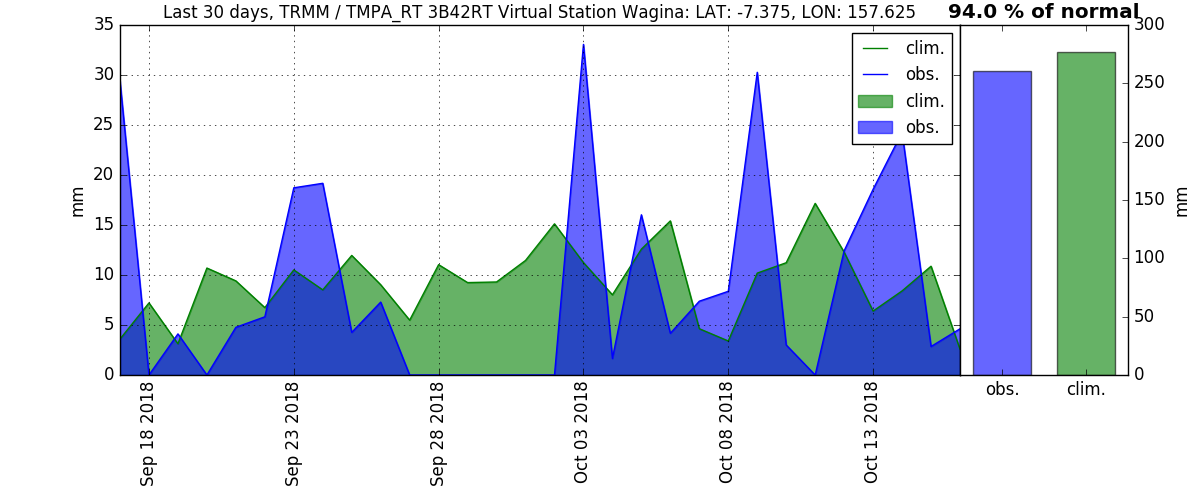 Last 30 days, TRMM / TMPA_RT 3B42RT Virtual Station Wagina: LAT: -7.375, LON: 157.625
94.0 % of normal
35
30
25
20
15
10
5
0
mm
clim.
obs.
clim.
obs.
300
250
200
150
100
50
0
mm
obs.
clim.
Sep 18 2018
Sep 23 2018
Sep 28 2018
Oct 03 2018
Oct 08 2018
Oct 13 2018